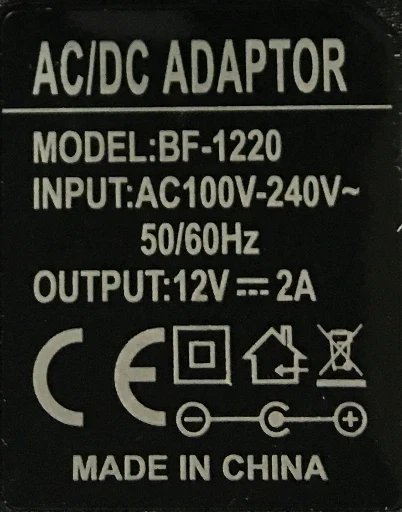 AC/DC ADAPTOR
MODEL:BF-1220
INPUT:AC100V-240V~
50/60Hz
OUTPUT:12V⎓2A
CE
MADE IN CHINA